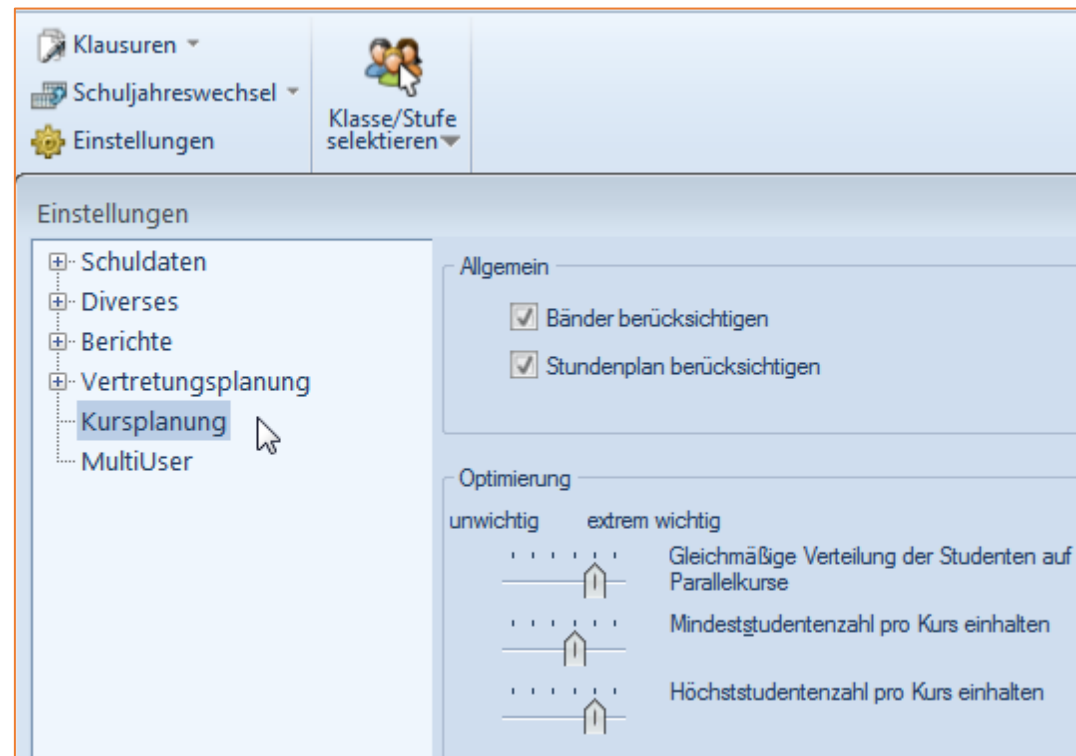 Klausuren
Schuljahreswechsel
Einstellungen
Klasse/Stufe
selektieren
Einstellungen
Schuldaten
Diverses
Berichte
Vertretungsplanung
Kursplanung
MultiUser
Allgemein
Bänder berücksichtigen
Stundenplan berücksichtigen
Optimierung
unwichtig extrem wichtig
Gleichmäßige Verteilung der Studenten auf
Parallelkurse
Mindeststudentenzahl pro Kurs einhalten
Höchststudentenzahl pro Kurs einhalten